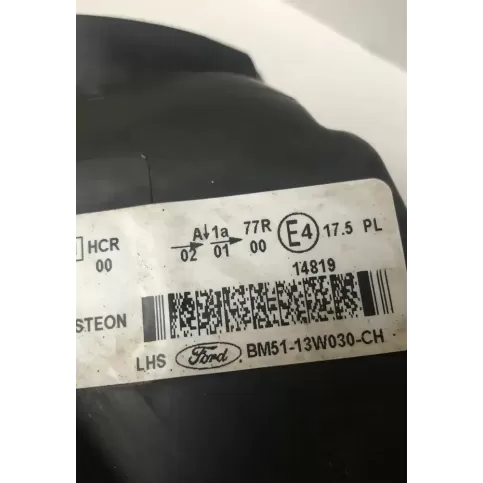 HCR A↓ 1a 77R E4 17.5 PL
00 02 01 00
14819
STEON
LHS Ford BM51-13W030-CH